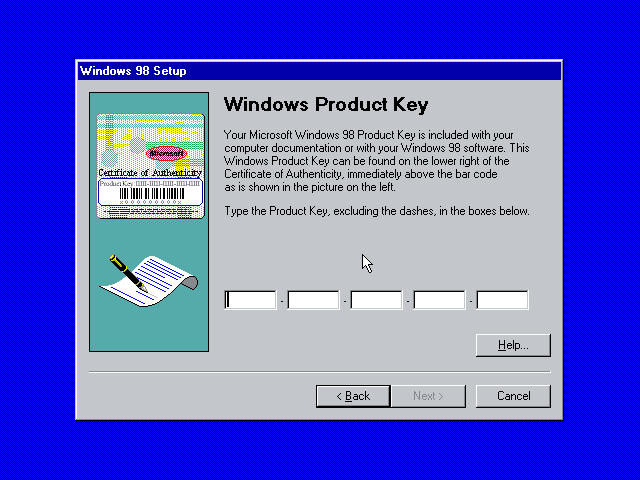 Windows 98 Setup
Windows Product Key
Your Microsoft Windows 98 Product Key is included with your
computer documentation or with your Windows 98 software. This
Windows Product Key can be found on the lower right of the
Certificate of Authenticity, immediately above the bar code
as is shown in the picture on the left.
Type the Product Key, excluding the dashes, in the boxes below.
Microsoft
Certificate of Authenticity
Product Key
- - - -
Help...
< Back
Next >
Cancel